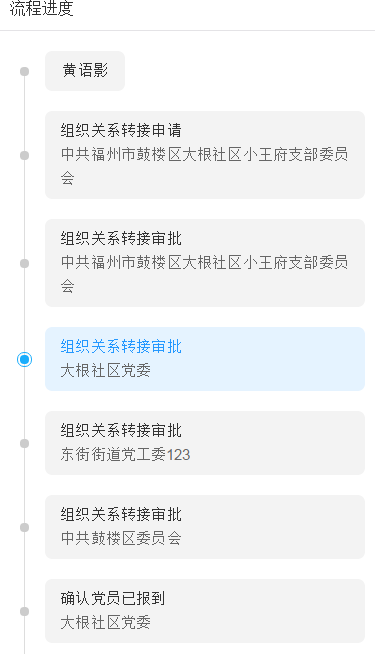 流程进度
黄语影
组织关系转接申请
中共福州市鼓楼区大根社区小王府支部委员
会
组织关系转接审批
中共福州市鼓楼区大根社区小王府支部委员
会
组织关系转接审批
大根社区党委
组织关系转接审批
东街街道党工委123
组织关系转接审批
中共鼓楼区委员会
确认党员已报到
大根社区党委